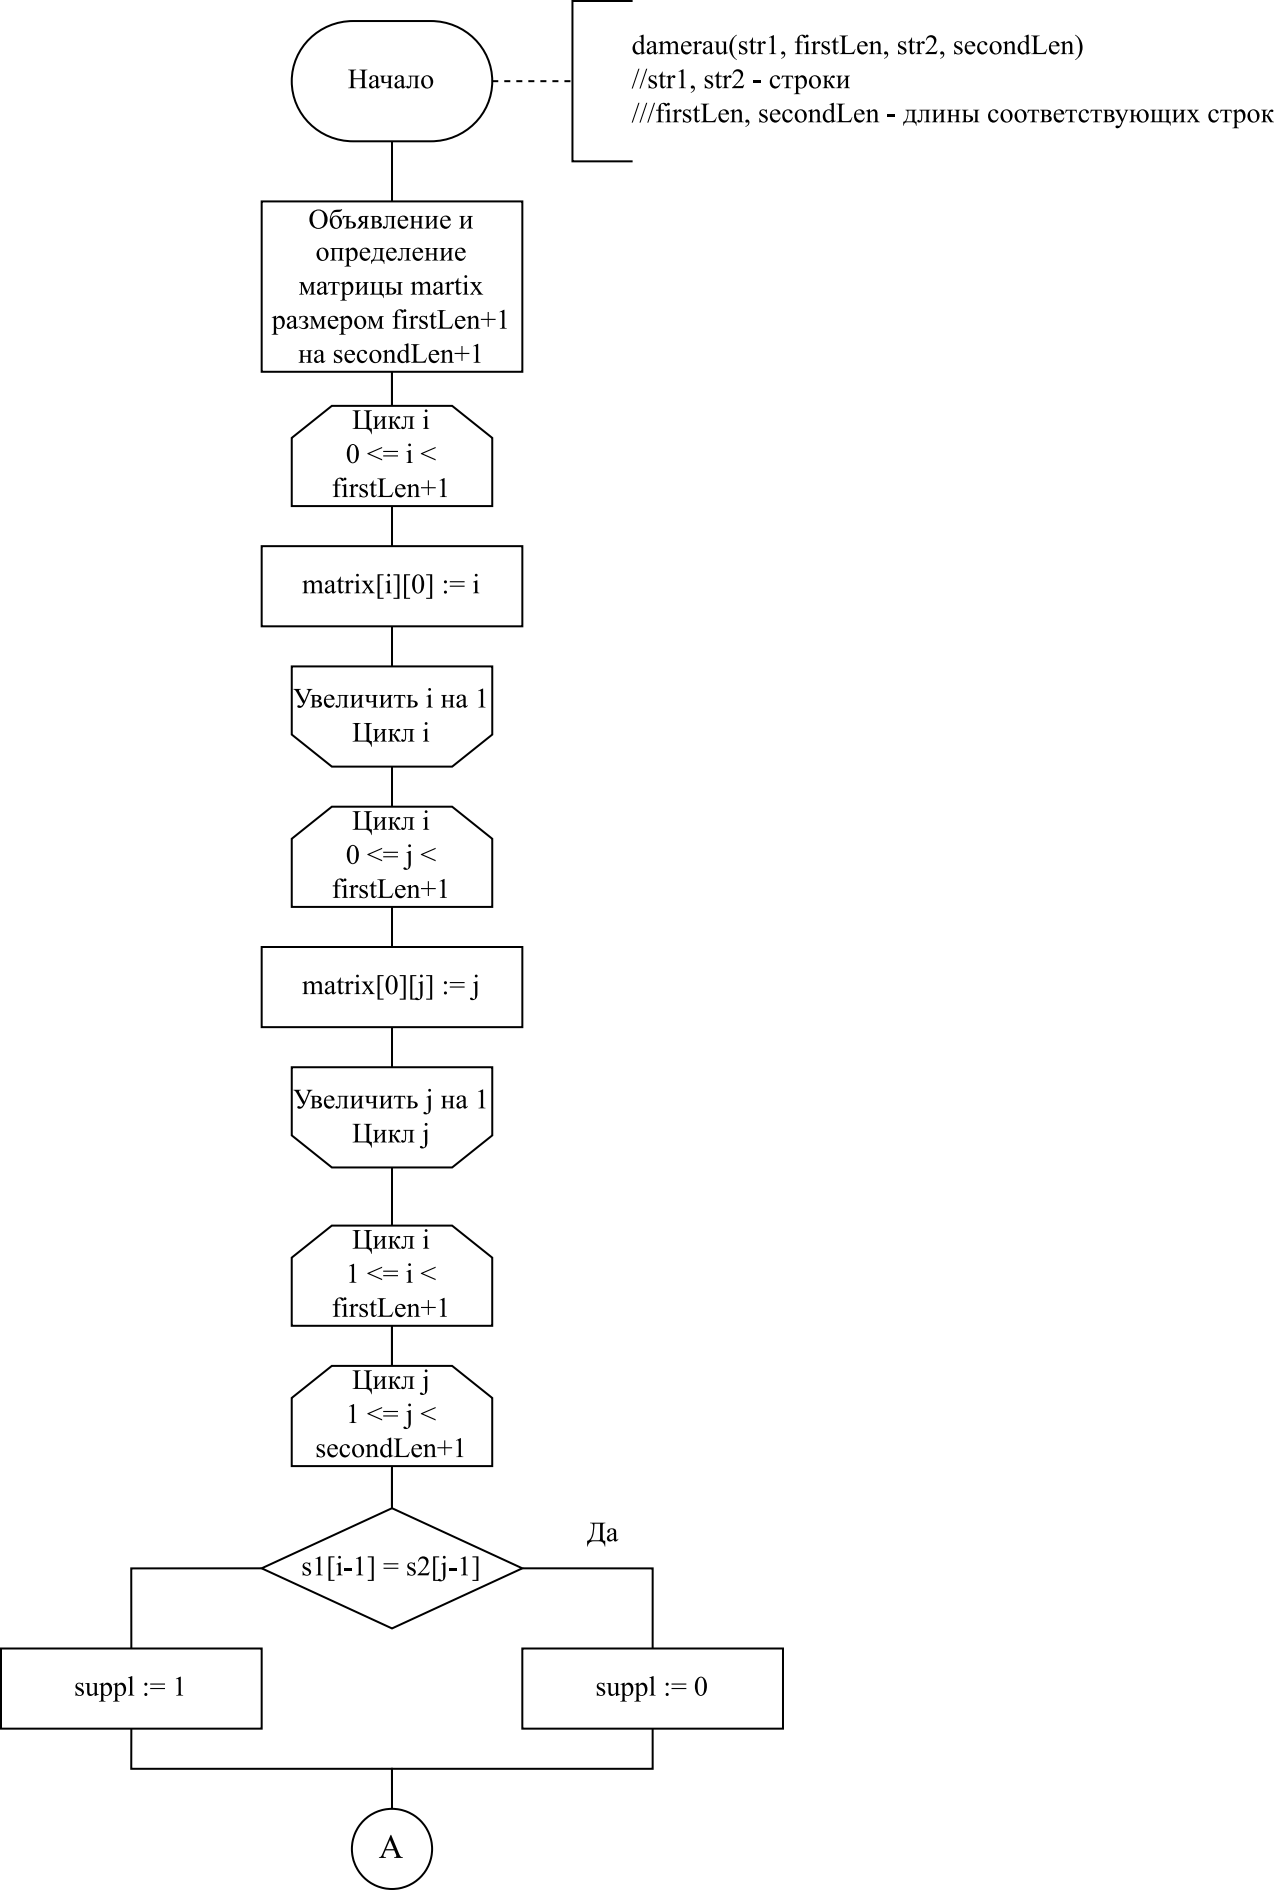 Начало
damerau(str1, firstLen, str2, secondLen)
//str1, str2 - строки
///firstLen, secondLen - длины соответствующих строк
Объявление и
определение
матрицы martix
размером firstLen+1
на secondLen+1
Цикл i
0 <= i <
firstLen+1
matrix[i][0] := i
Увеличить i на 1
Цикл i
Цикл i
0 <= j <
firstLen+1
matrix[0][j] := j
Увеличить j на 1
Цикл j
Цикл i
1 <= i <
firstLen+1
Цикл j
1 <= j <
secondLen+1
Да
s1[i-1] = s2[j-1]
suppl := 1
suppl := 0
А